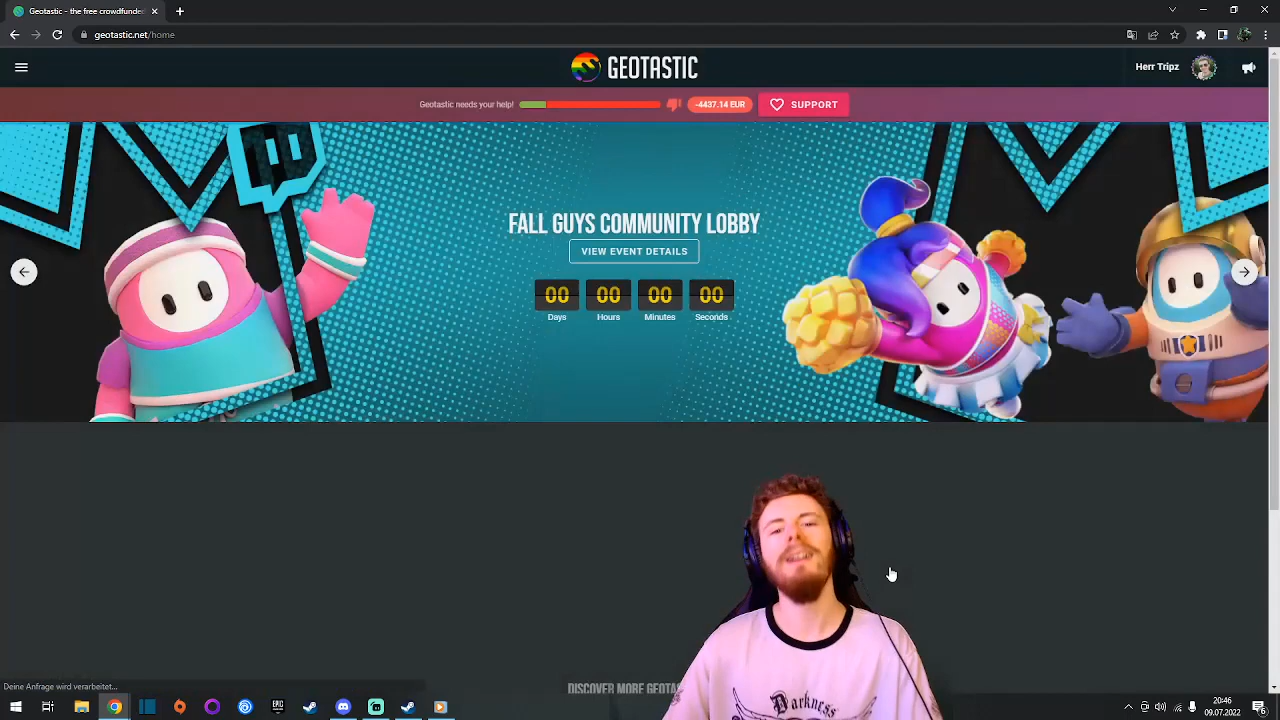 Geotastic - the free crowdfunde
geotastic.net/home
GEOTASTIC
Herr Tripz
Geotastic needs your help!
-4437.14 EUR
SUPPORT
FALL GUYS COMMUNITY LOBBY
VIEW EVENT DETAILS
00 00 00 00
Days Hours Minutes Seconds
Darkness
Deine Anfrage wird verarbeitet...
DISCOVER MORE GEOTA
EPIC
20:46
09.07.2022